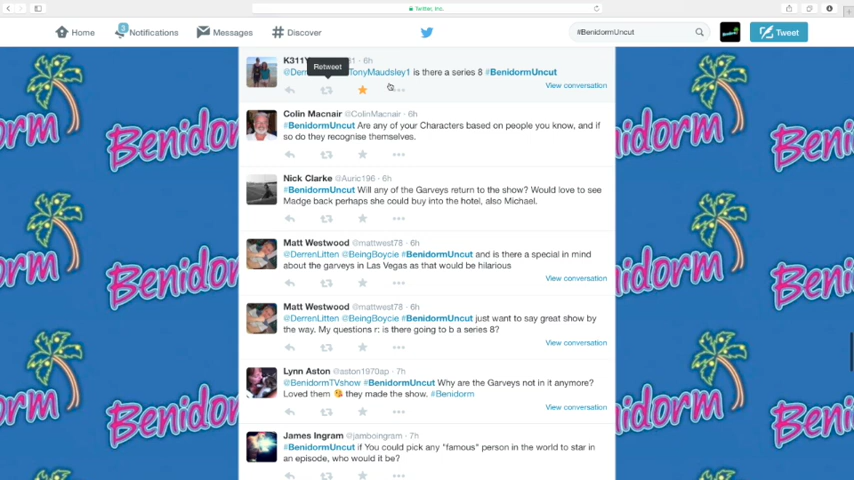 Twitter, Inc.
Home
3
Notifications
Messages
# Discover
#BenidormUncut
Tweet
6h
Retweet
TonyMaudsley1 is there a series 8 #BenidormUncut
View conversation
Colin Macnair @ColinMacnair · 6h
#BenidormUncut Are any of your Characters based on people you know, and if
so do they recognise themselves.
Nick Clarke @Auric196 · 6h
#BenidormUncut Will any of the Garveys return to the show? Would love to see
Madge back perhaps she could buy into the hotel, also Michael.
Matt Westwood @mattwest78 · 6h
@DerrenLitten @BeingBoycie #BenidormUncut and is there a special in mind
about the garveys in Las Vegas as that would be hilarious
View conversation
Matt Westwood @mattwest78 · 6h
@DerrenLitten @BeingBoycie #BenidormUncut just want to say great show by
the way. My questions r: is there going to b a series 8?
View conversation
Lynn Aston @aston1970ap · 7h
@BenidormTVshow #BenidormUncut Why are the Garveys not in it anymore?
Loved them 😘 they made the show. #Benidorm
View conversation
James Ingram @jamboingram · 7h
#BenidormUncut if You could pick any "famous" person in the world to star in
an episode, who would it be?
Benidorm
Benidorm
Benidorm